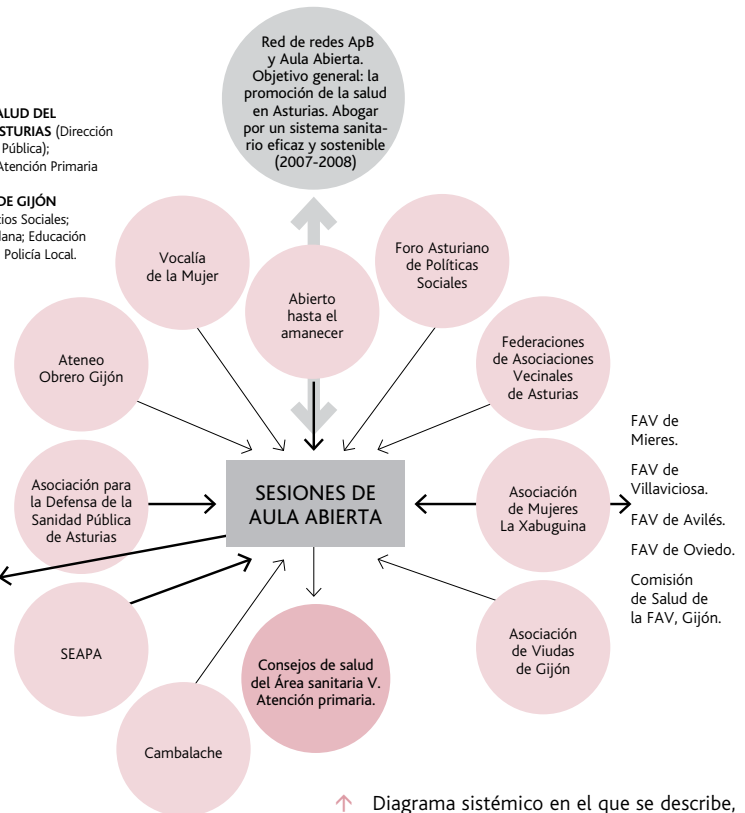 Red de redes ApB
y Aula Abierta.
Objetivo general: la
promoción de la salud
en Asturias. Abogar
por un sistema sanita-
rio eficaz y sostenible
(2007-2008)
ALUD DEL
STURIAS (Dirección
Pública);
Atención Primaria
DE GIJÓN
cios Sociales;
dana; Educación
Policía Local.
Vocalía
de la Mujer
Abierto
hasta el
amanecer
Foro Asturiano
de Políticas
Sociales
Ateneo
Obrero Gijón
Federaciones
de Asociaciones
Vecinales
de Asturias
Asociación para
la Defensa de la
Sanidad Pública
de Asturias
SESIONES DE
AULA ABIERTA
Asociación
de Mujeres
La Xabuguina
FAV de
Mieres.
FAV de
Villaviciosa.
FAV de Avilés.
FAV de Oviedo.
Comisión
de Salud de
la FAV, Gijón.
SEAPA
Cambalache
Consejos de salud
del Área sanitaria V.
Atención primaria.
Asociación
de Viudas
de Gijón
↑ Diagrama sistémico en el que se describe,